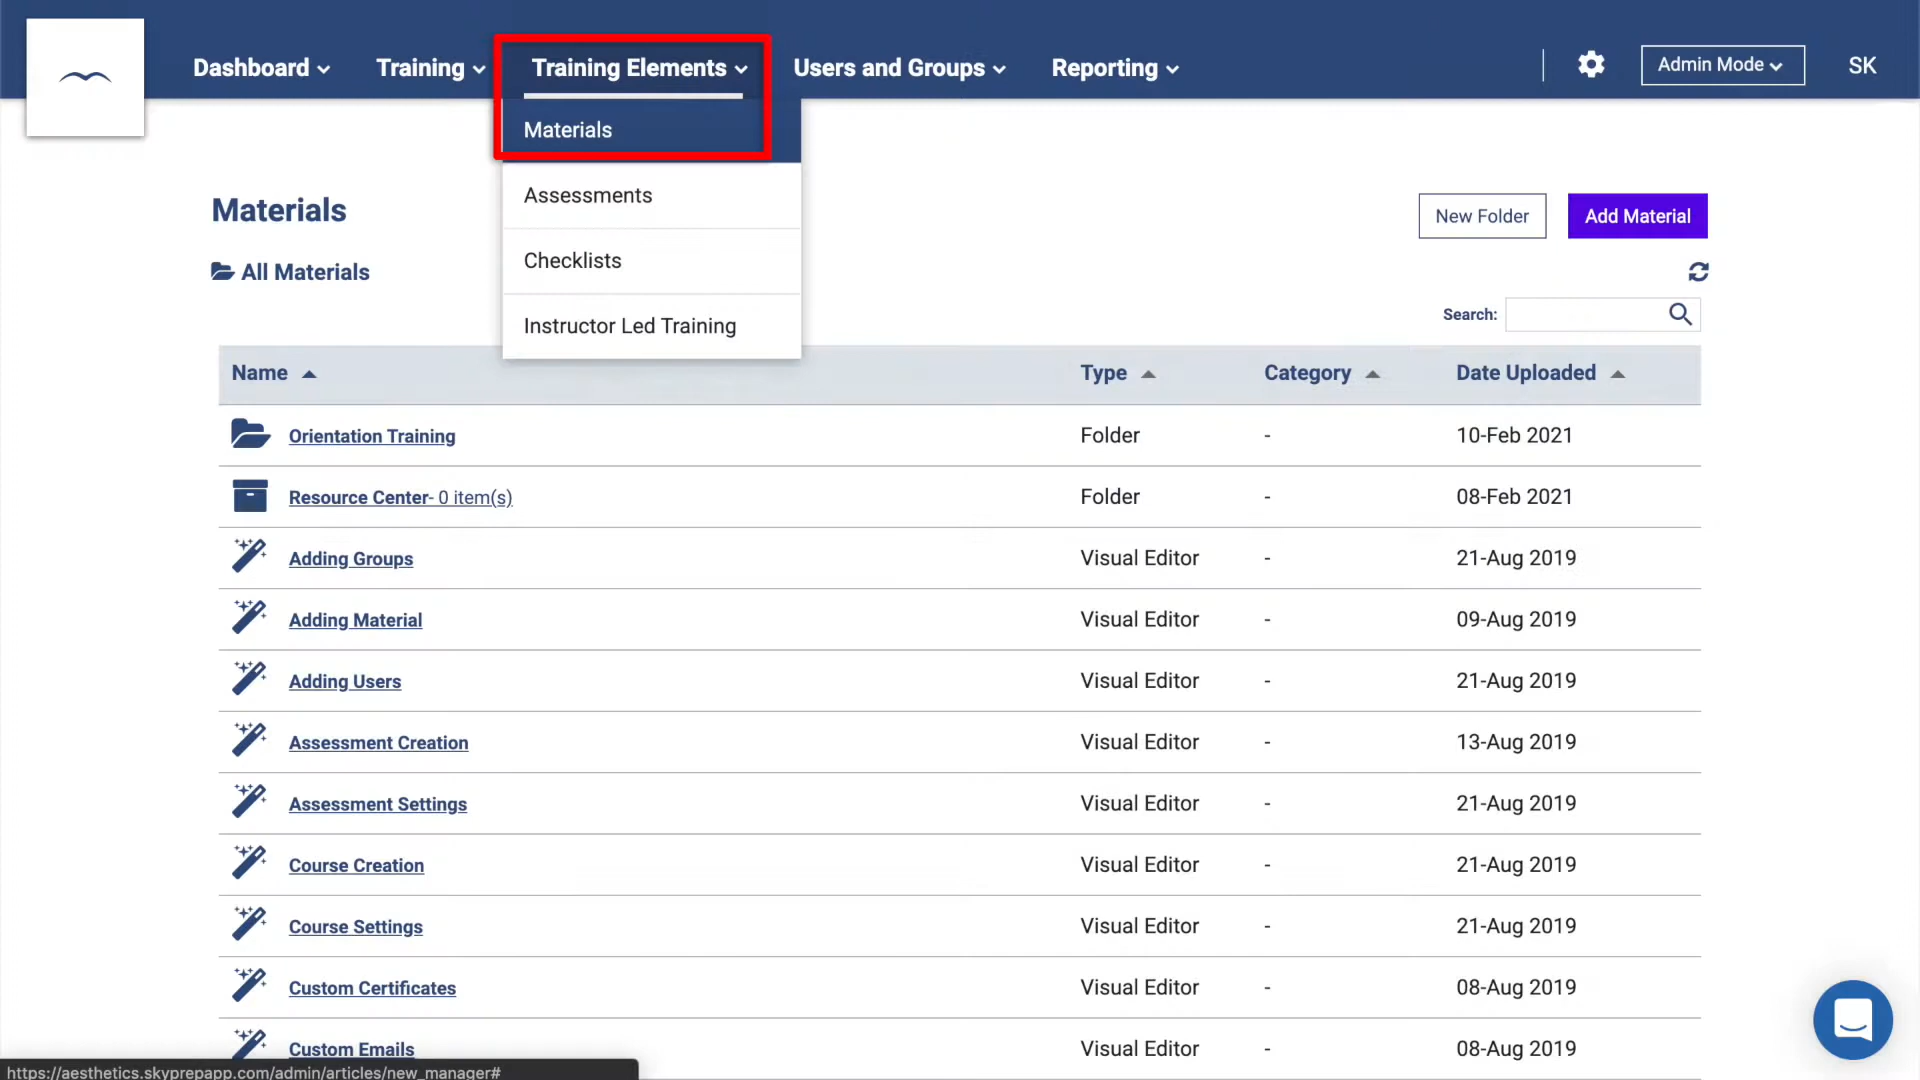 Dashboard Training Training Elements Users and Groups Reporting Admin Mode SK
Materials
Assessments
Checklists
Instructor Led Training
Materials
New Folder Add Material
All Materials
Search:
Name Type Category Date Uploaded
Orientation Training Folder - 10-Feb 2021
Resource Center- 0 item(s) Folder - 08-Feb 2021
Adding Groups Visual Editor - 21-Aug 2019
Adding Material Visual Editor - 09-Aug 2019
Adding Users Visual Editor - 21-Aug 2019
Assessment Creation Visual Editor - 13-Aug 2019
Assessment Settings Visual Editor - 21-Aug 2019
Course Creation Visual Editor - 21-Aug 2019
Course Settings Visual Editor - 21-Aug 2019
Custom Certificates Visual Editor - 08-Aug 2019
Custom Emails Visual Editor - 08-Aug 2019
https://aesthetics.skyprepapp.com/admin/articles/new_manager#